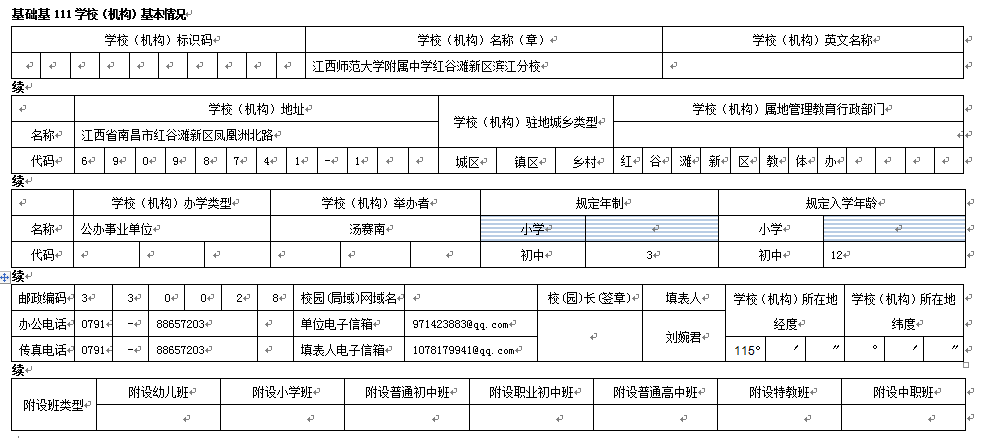 基础基 111 学校（机构）基本情况
学校（机构）标识码 学校（机构）名称（章） 学校（机构）英文名称
江西师范大学附属中学红谷滩新区滨江分校
续
学校（机构）地址 学校（机构）驻地城乡类型 学校（机构）属地管理教育行政部门
名称 江西省南昌市红谷滩新区凤凰洲北路
代码 6 9 0 9 8 7 4 1 - 1 城区 镇区 乡村 红 谷 滩 新 区 教 体 办
续
学校（机构）办学类型 学校（机构）举办者 规定年制 规定入学年龄
名称 公办事业单位 汤赛南 小学 小学
代码 初中 3 初中 12
续
邮政编码 3 3 0 0 2 8 校园(局域)网域名 校(园)长(签章) 填表人 学校(机构)所在地经度 学校(机构)所在地纬度
办公电话 0791 - 88657203 单位电子信箱 971423883@qq.com 刘婉君
传真电话 0791 - 88657203 填表人电子信箱 1078179941@qq.com 115° ′ ″ ° ′ ″
续
附设班类型 附设幼儿班 附设小学班 附设普通初中班 附设职业初中班 附设普通高中班 附设特教班 附设中职班